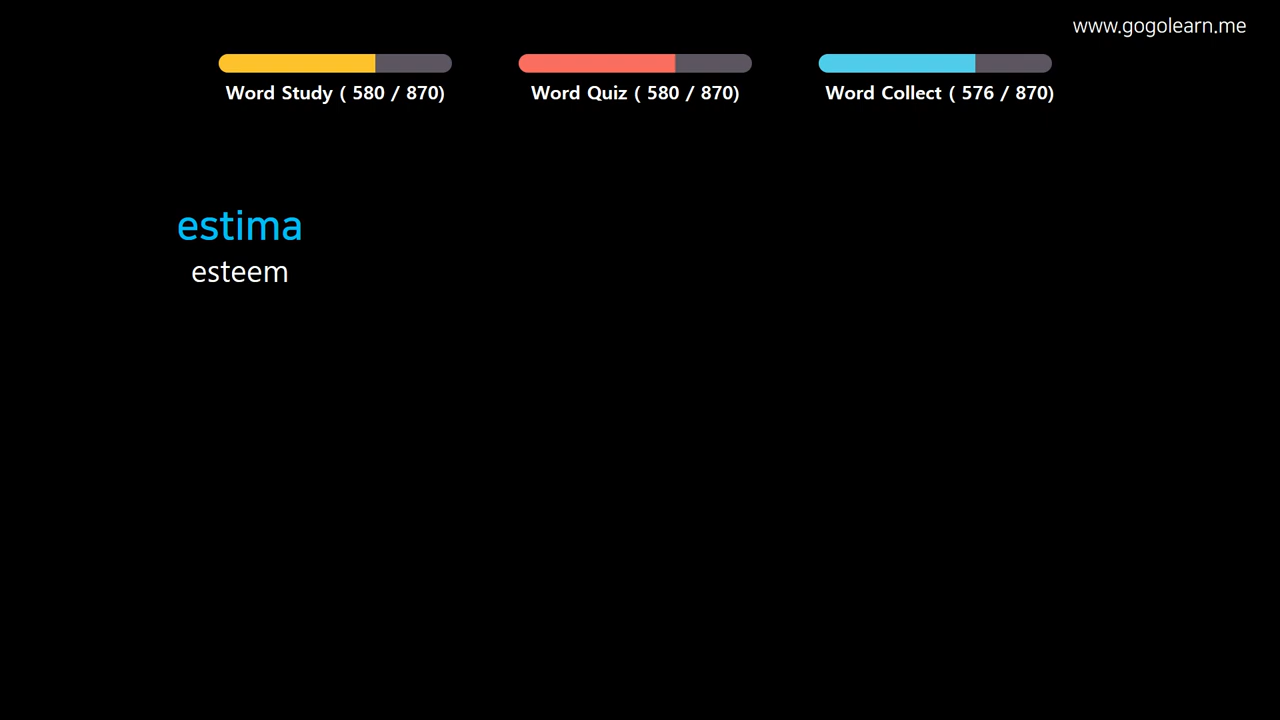 www.gogolearn.me
Word Study ( 580 / 870)
Word Quiz ( 580 / 870)
Word Collect ( 576 / 870)
estima
esteem